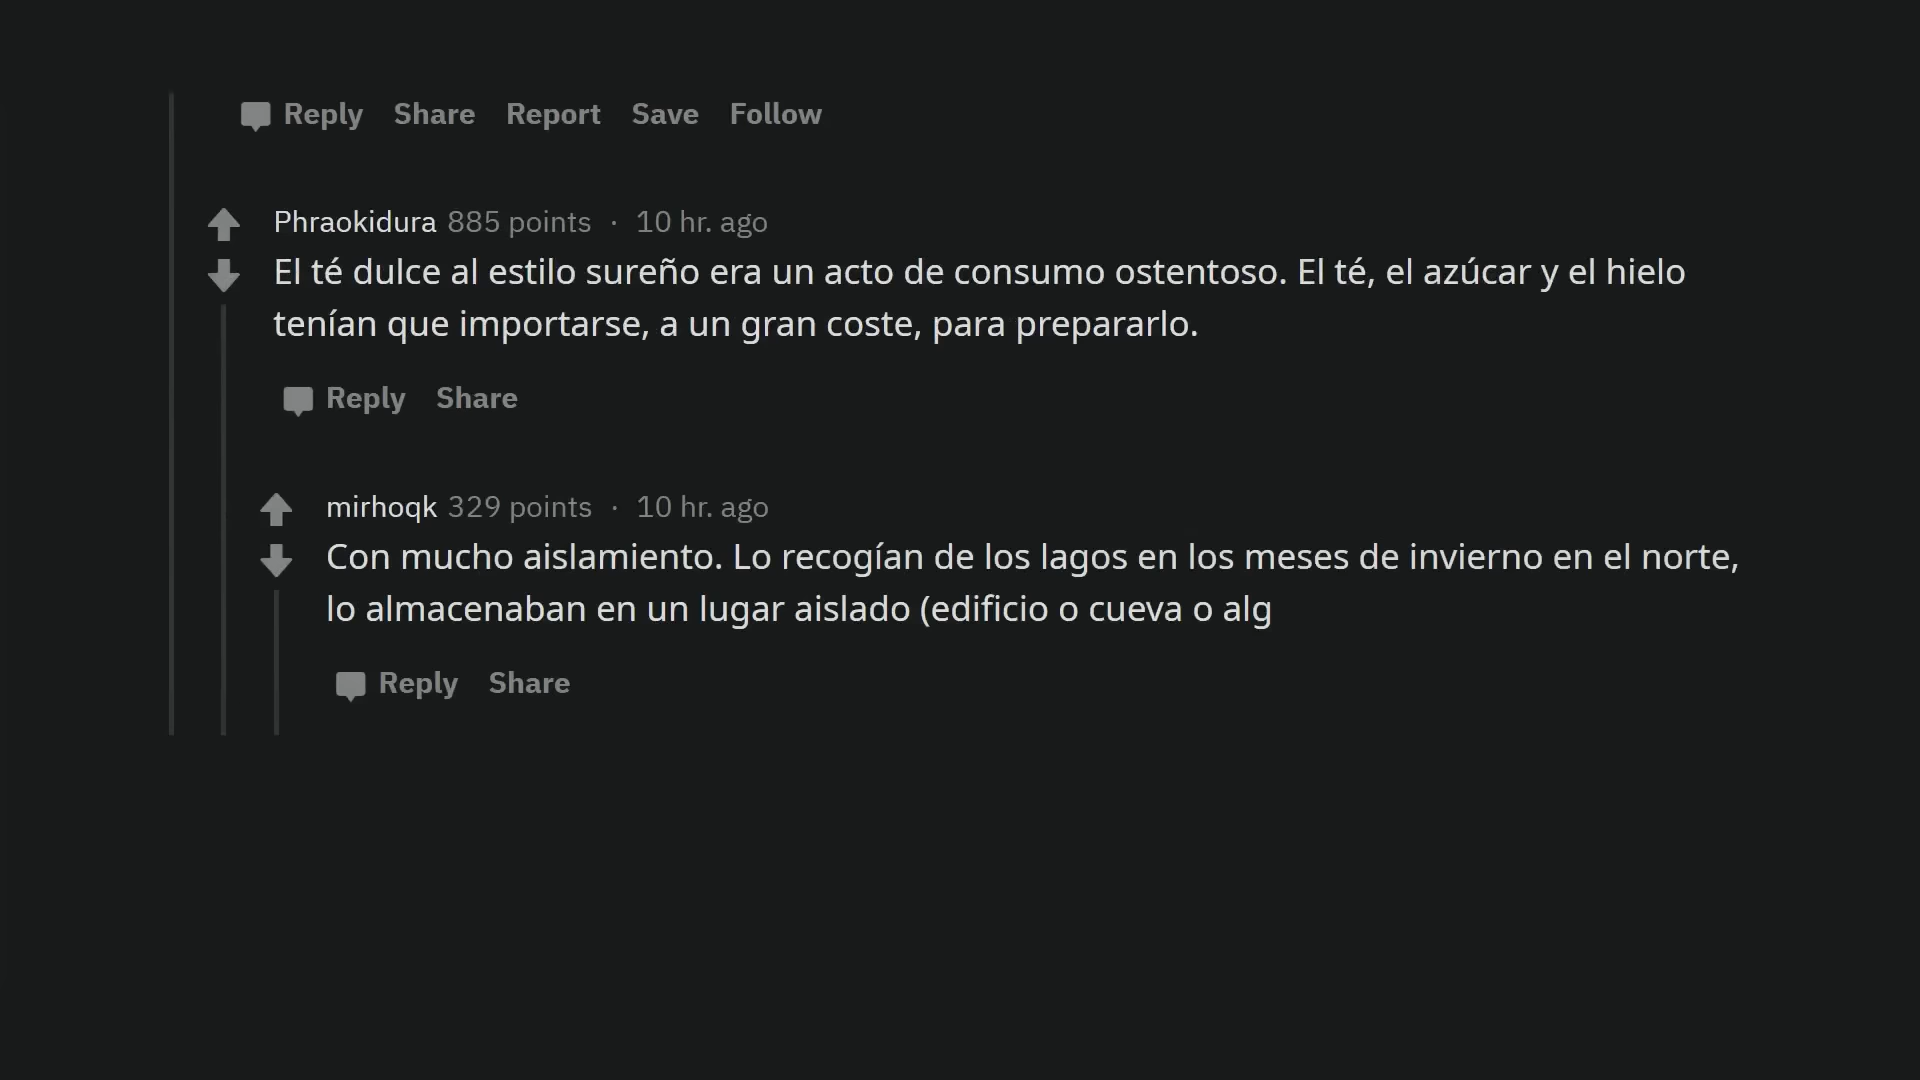 Reply Share Report Save Follow
Phraokidura 885 points · 10 hr. ago
El té dulce al estilo sureño era un acto de consumo ostentoso. El té, el azúcar y el hielo
tenían que importarse, a un gran coste, para prepararlo.
Reply Share
mirhoqk 329 points · 10 hr. ago
Con mucho aislamiento. Lo recogían de los lagos en los meses de invierno en el norte,
lo almacenaban en un lugar aislado (edificio o cueva o alg
Reply Share